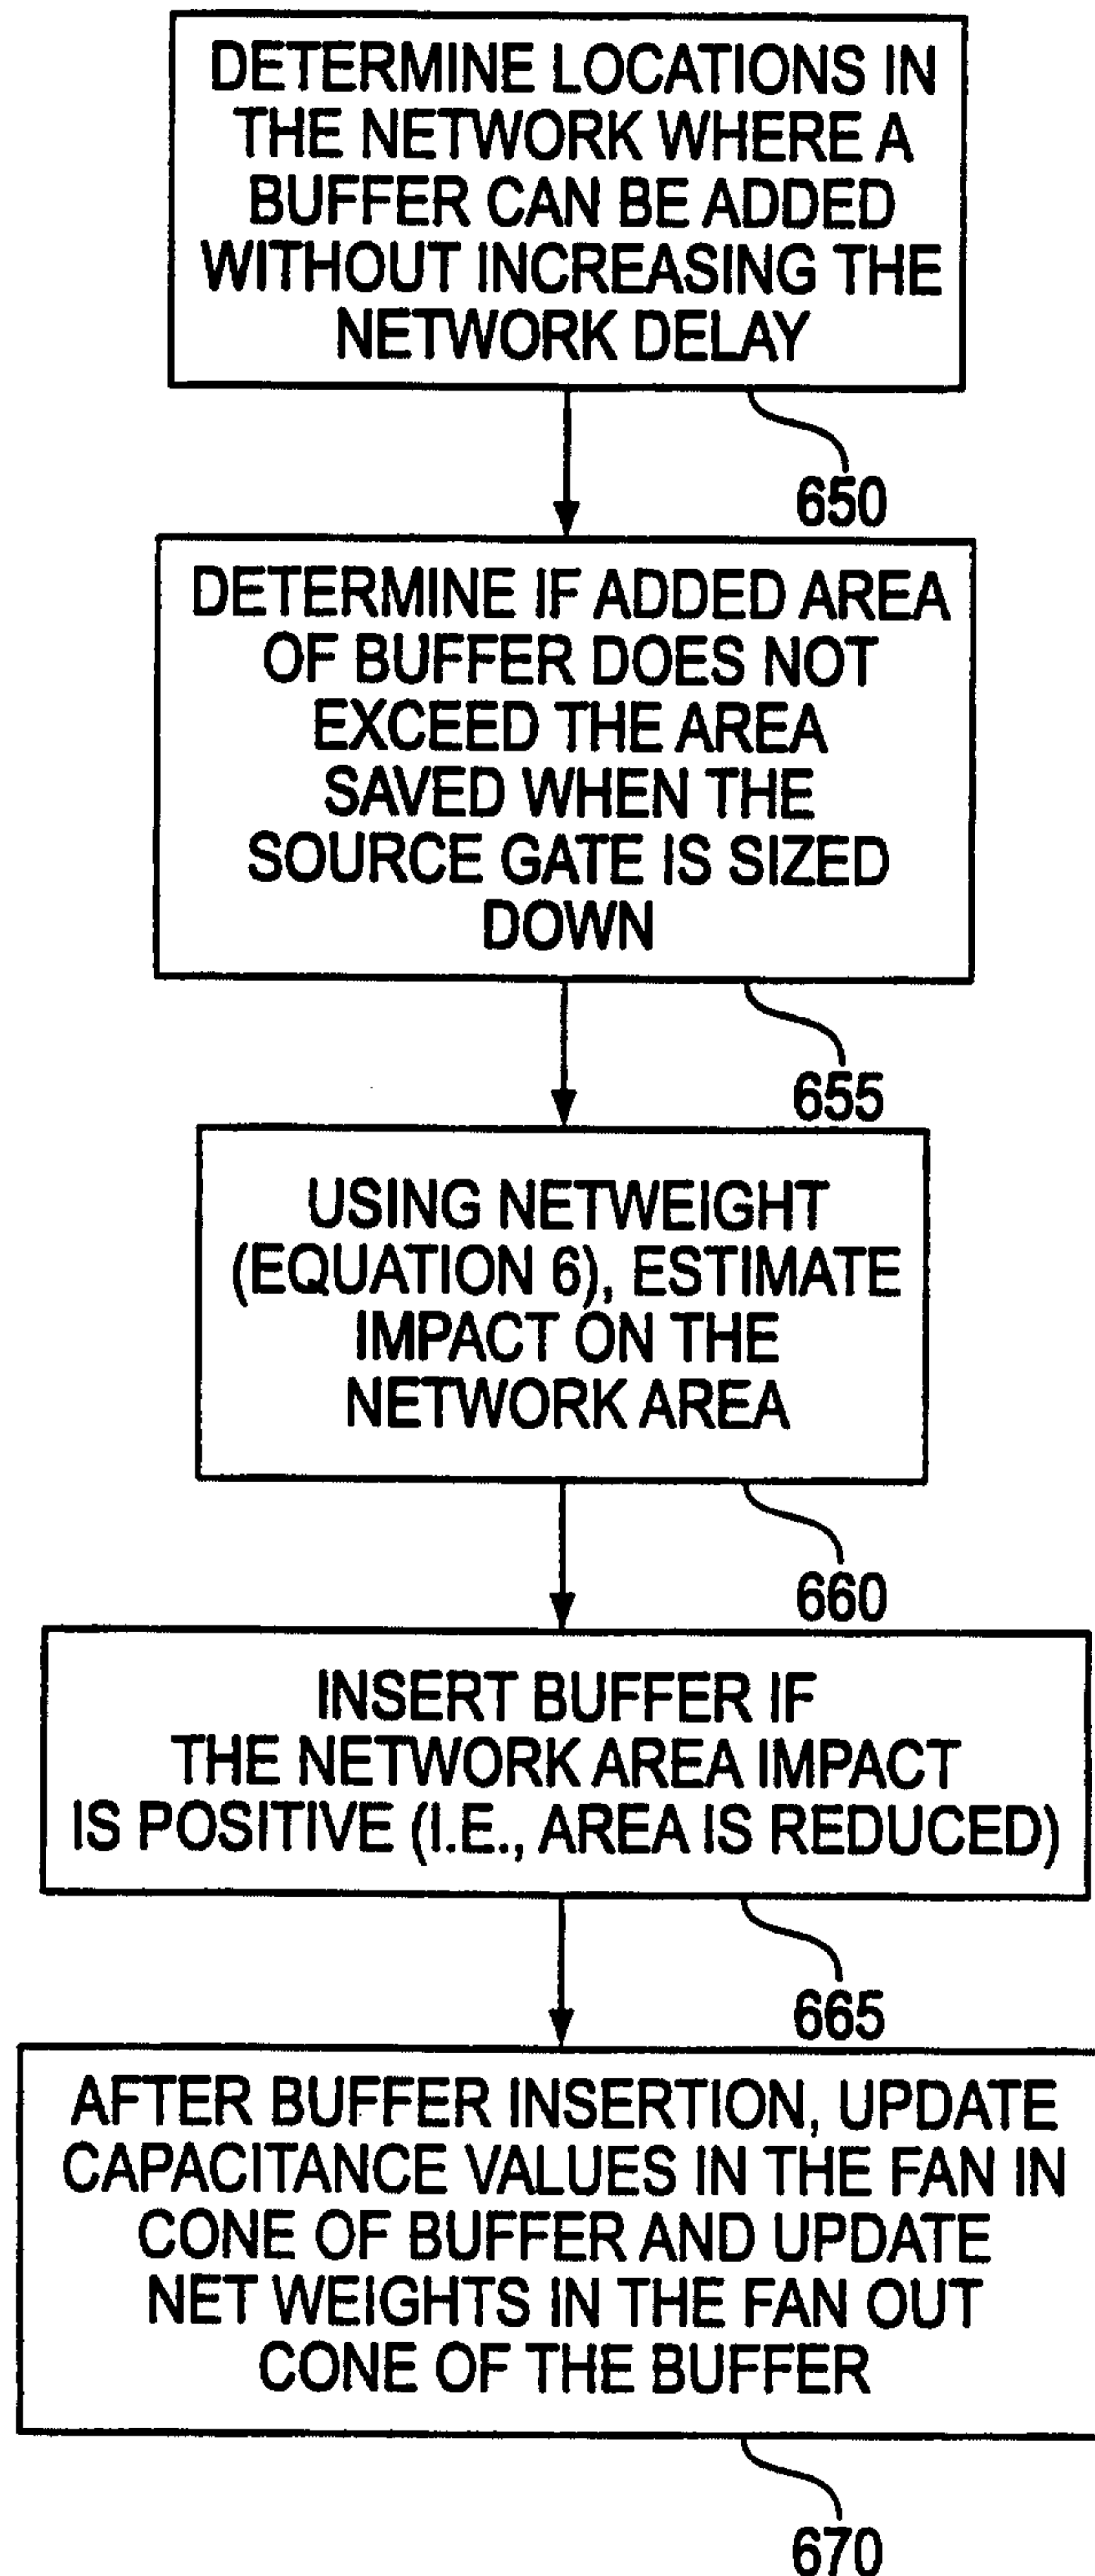 DETERMINE LOCATIONS IN
THE NETWORK WHERE A
BUFFER CAN BE ADDED
WITHOUT INCREASING THE
NETWORK DELAY
650
DETERMINE IF ADDED AREA
OF BUFFER DOES NOT
EXCEED THE AREA
SAVED WHEN THE
SOURCE GATE IS SIZED
DOWN
655
USING NETWEIGHT
(EQUATION 6), ESTIMATE
IMPACT ON THE
NETWORK AREA
660
INSERT BUFFER IF
THE NETWORK AREA IMPACT
IS POSITIVE (I.E., AREA IS REDUCED)
665
AFTER BUFFER INSERTION, UPDATE
CAPACITANCE VALUES IN THE FAN IN
CONE OF BUFFER AND UPDATE
NET WEIGHTS IN THE FAN OUT
CONE OF THE BUFFER
670